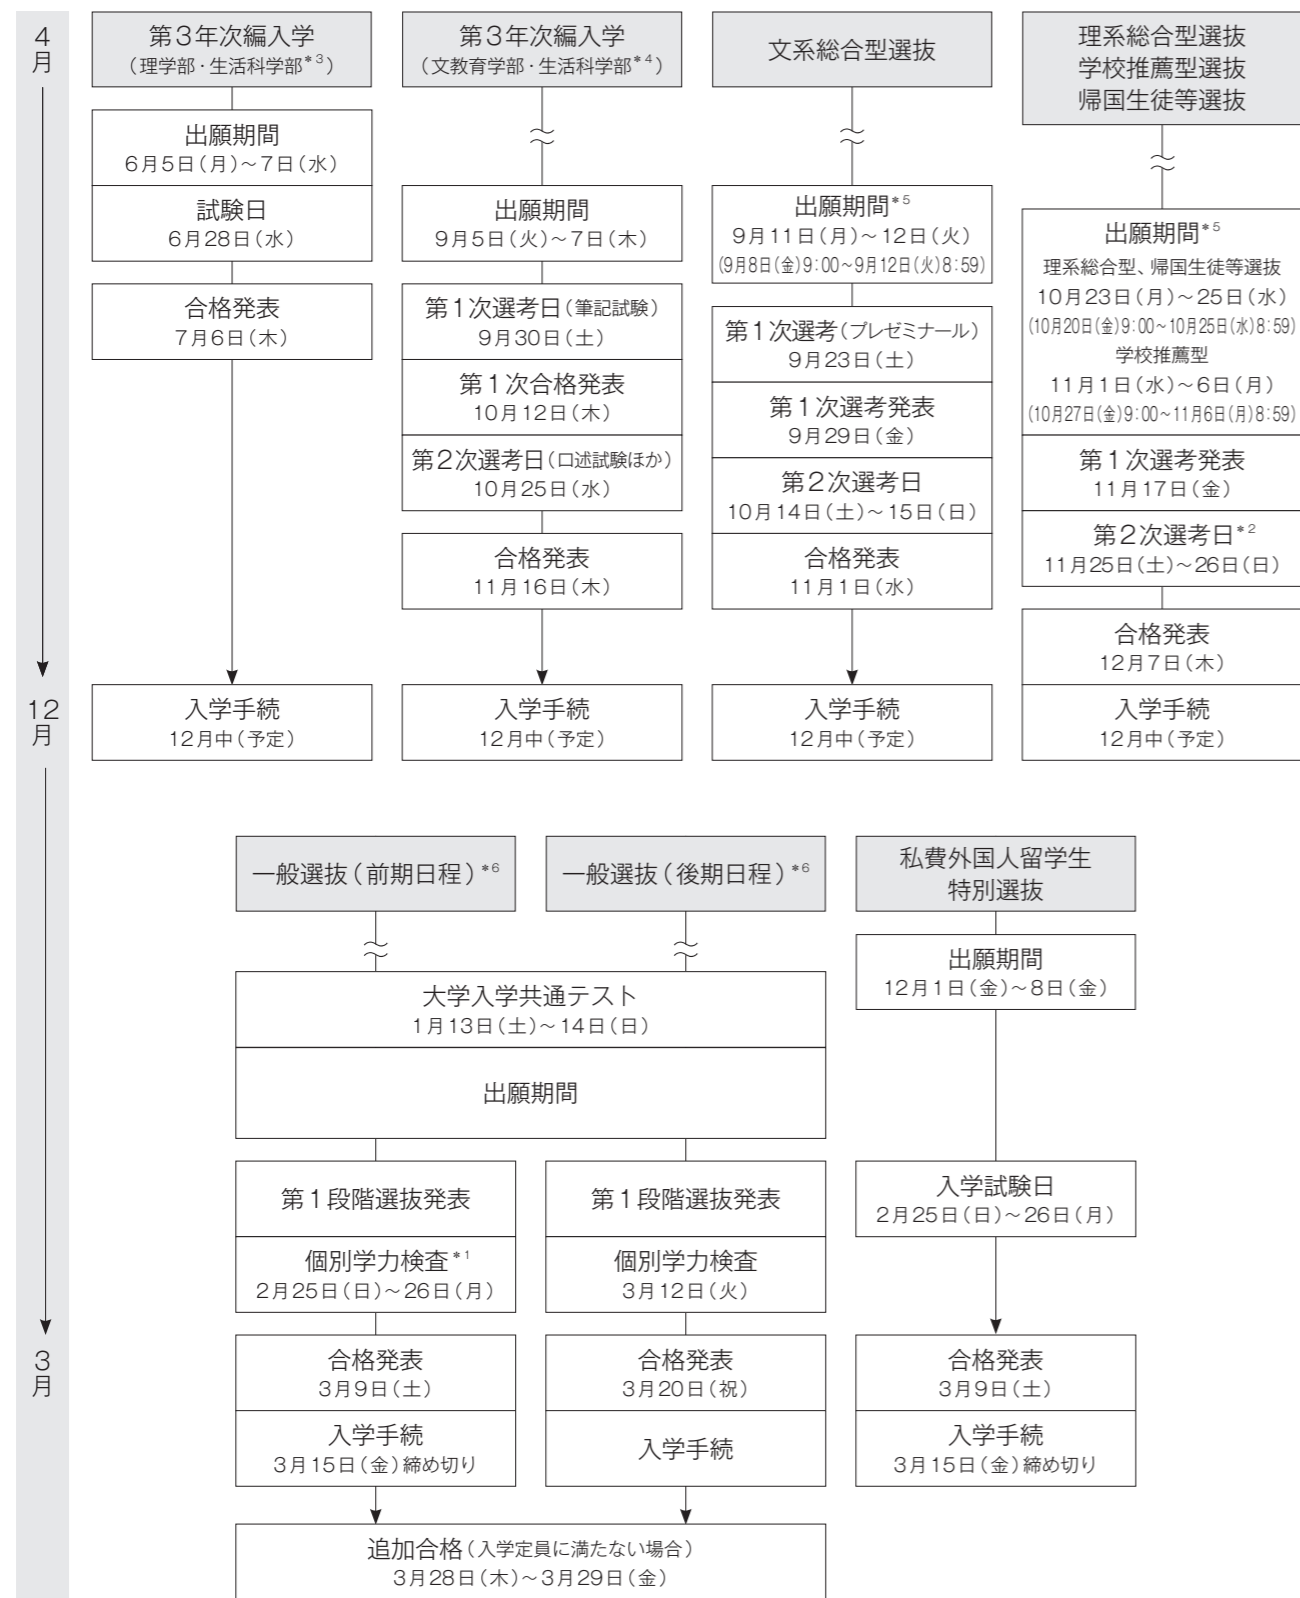 4
月
第3年次編入学
（理学部・生活科学部*3）
出願期間
6月5日（月）～7日（水）
試験日
6月28日（水）
合格発表
7月6日（木）
入学手続
12月中（予定）
第3年次編入学
（文教育学部・生活科学部*4）
出願期間
9月5日（火）～7日（木）
第1次選考日（筆記試験）
9月30日（土）
第1次合格発表
10月12日（木）
第2次選考日（口述試験ほか）
10月25日（水）
合格発表
11月16日（木）
入学手続
12月中（予定）
文系総合型選抜
出願期間*5
9月11日（月）～12日（火）
(9月8日(金)9:00～9月12日(火)8:59)
第1次選考（プレゼミナール）
9月23日（土）
第1次選考発表
9月29日（金）
第2次選考日
10月14日（土）～15日（日）
合格発表
11月1日（水）
入学手続
12月中（予定）
理系総合型選抜
学校推薦型選抜
帰国生徒等選抜
出願期間*5
理系総合型、帰国生徒等選抜
10月23日（月）～25日（水）
(10月20日(金)9:00～10月25日(水)8:59)
学校推薦型
11月1日（水）～6日（月）
(10月27日(金)9:00～11月6日(月)8:59)
第1次選考発表
11月17日（金）
第2次選考日*2
11月25日（土）～26日（日）
合格発表
12月7日（木）
入学手続
12月中（予定）
12
月
一般選抜（前期日程）*6
一般選抜（後期日程）*6
大学入学共通テスト
1月13日（土）～14日（日）
出願期間
第1段階選抜発表
個別学力検査*1
2月25日（日）～26日（月）
合格発表
3月9日（土）
入学手続
3月15日（金）締め切り
第1段階選抜発表
個別学力検査
3月12日（火）
合格発表
3月20日（祝）
入学手続
追加合格（入学定員に満たない場合）
3月28日（木）～3月29日（金）
私費外国人留学生
特別選抜
出願期間
12月1日（金）～8日（金）
入学試験日
2月25日（日）～26日（月）
合格発表
3月9日（土）
入学手続
3月15日（金）締め切り
3
月